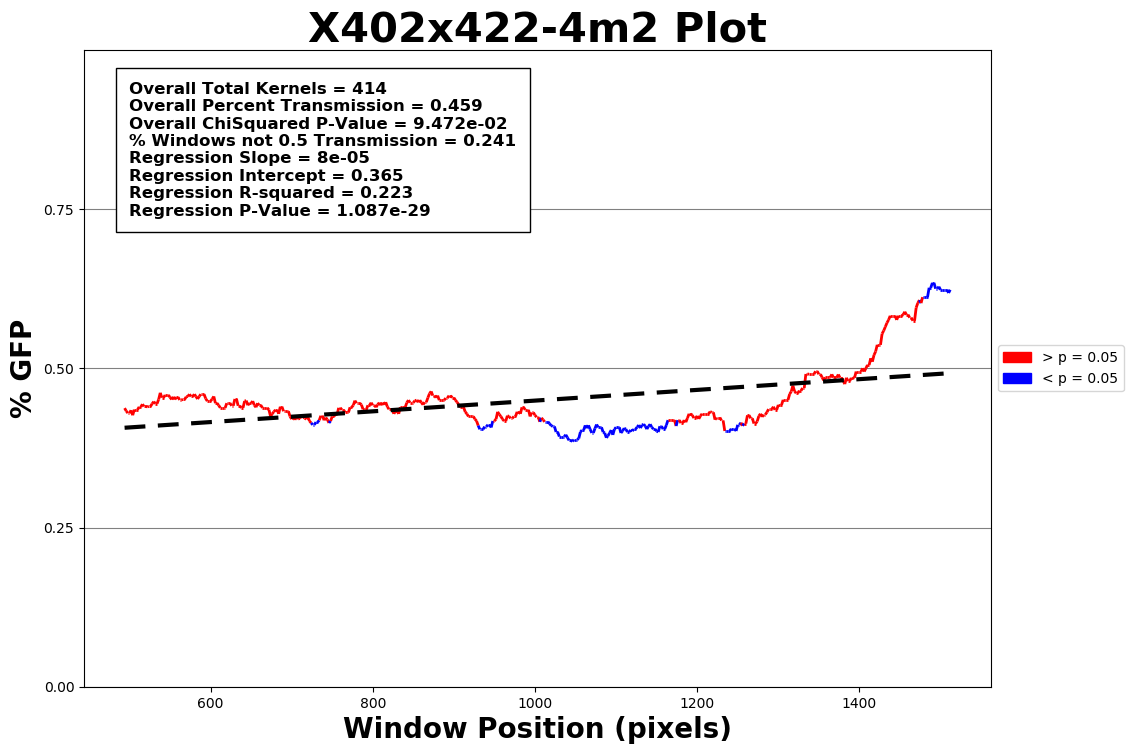 X402x422-4m2 Plot
Overall Total Kernels = 414
Overall Percent Transmission = 0.459
Overall ChiSquared P-Value = 9.472e-02
% Windows not 0.5 Transmission = 0.241
Regression Slope = 8e-05
Regression Intercept = 0.365
Regression R-squared = 0.223
Regression P-Value = 1.087e-29
% GFP
0.75
0.50
0.25
0.00
> p = 0.05
< p = 0.05
600 800 1000 1200 1400
Window Position (pixels)